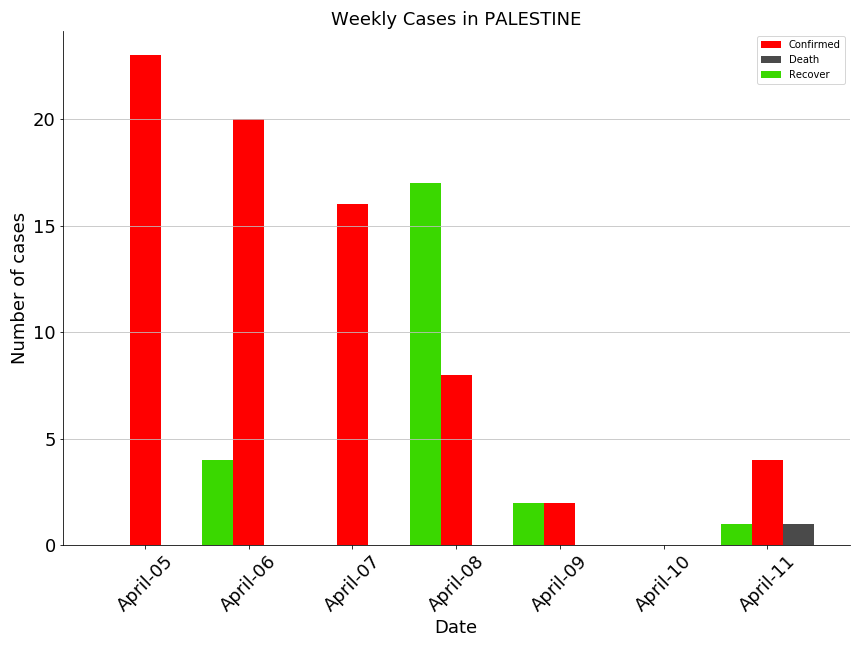 Weekly Cases in PALESTINE
Confirmed
Death
Recover
Number of cases
20
15
10
5
0
April-05
April-06
April-07
April-08
April-09
April-10
April-11
Date